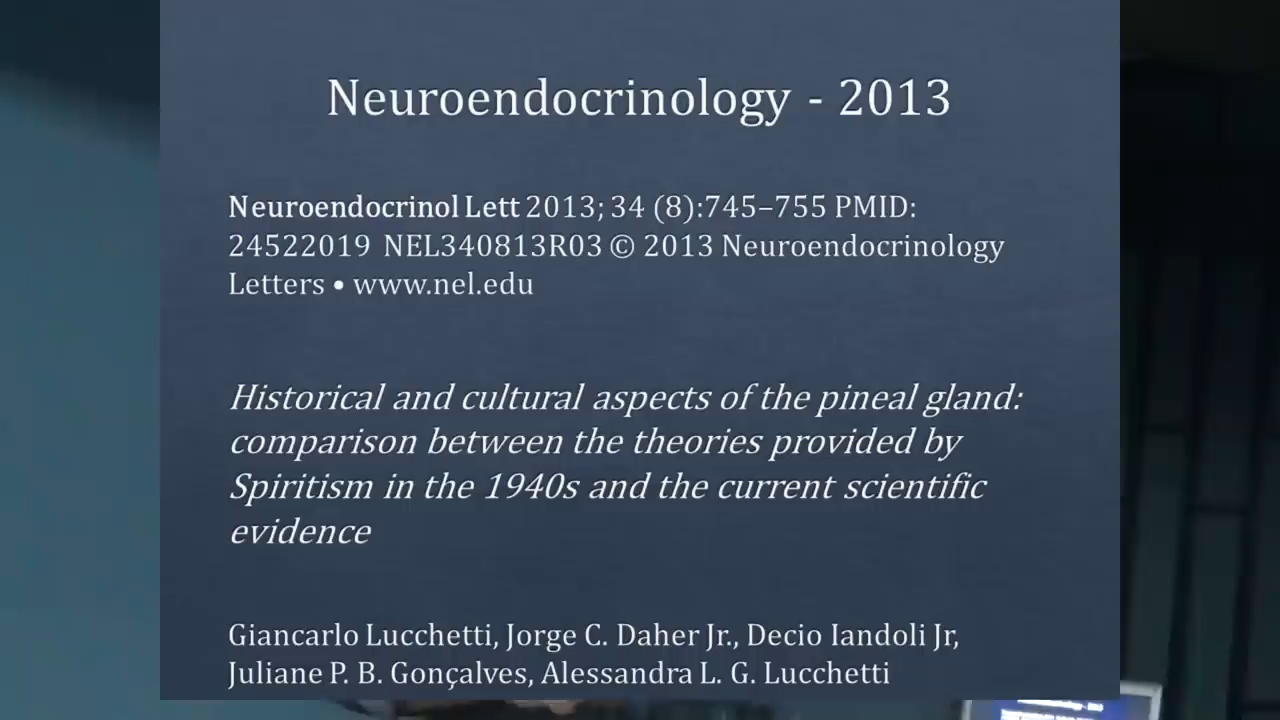 Neuroendocrinology - 2013
Neuroendocrinol Lett 2013; 34 (8):745–755 PMID:
24522019 NEL340813R03 © 2013 Neuroendocrinology
Letters • www.nel.edu
Historical and cultural aspects of the pineal gland:
comparison between the theories provided by
Spiritism in the 1940s and the current scientific
evidence
Giancarlo Lucchetti, Jorge C. Daher Jr., Decio Iandoli Jr,
Juliane P. B. Gonçalves, Alessandra L. G. Lucchetti